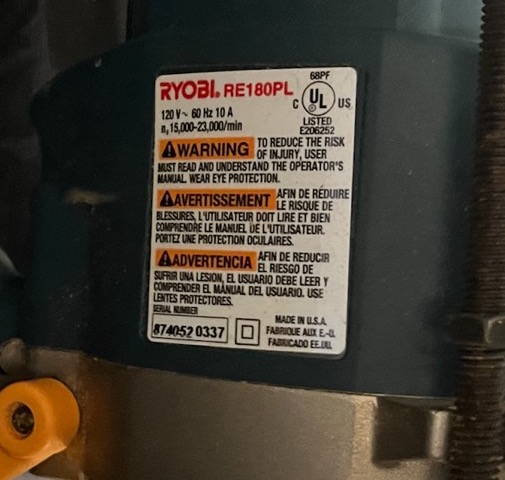 RYOBI. RE180PL
68PF
120 V~ 60 Hz 10 A
n, 15,000-23,000/min
C UL US
LISTED
E206252
WARNING TO REDUCE THE RISK
OF INJURY, USER
MUST READ AND UNDERSTAND THE OPERATOR'S
MANUAL. WEAR EYE PROTECTION.
AVERTISSEMENT AFIN DE RÉDUIRE
LE RISQUE DE
BLESSURES, L'UTILISATEUR DOIT LIRE ET BIEN
COMPRENDRE LE MANUEL DE L'UTILISATEUR.
PORTEZ UNE PROTECTION OCULAIRES.
ADVERTENCIA AFIN DE REDUCIR
EL RIESGO DE
SUFRIR UNA LESION, EL USUARIO DEBE LEER Y
COMPRENDER EL MANUAL DEL USUARIO. USE
LENTES PROTECTORES.
SERIAL NUMBER
874052 0337
MADE IN U.S.A.
FABRIQUE AUX E.-U.
FABRICADO EE.UU.